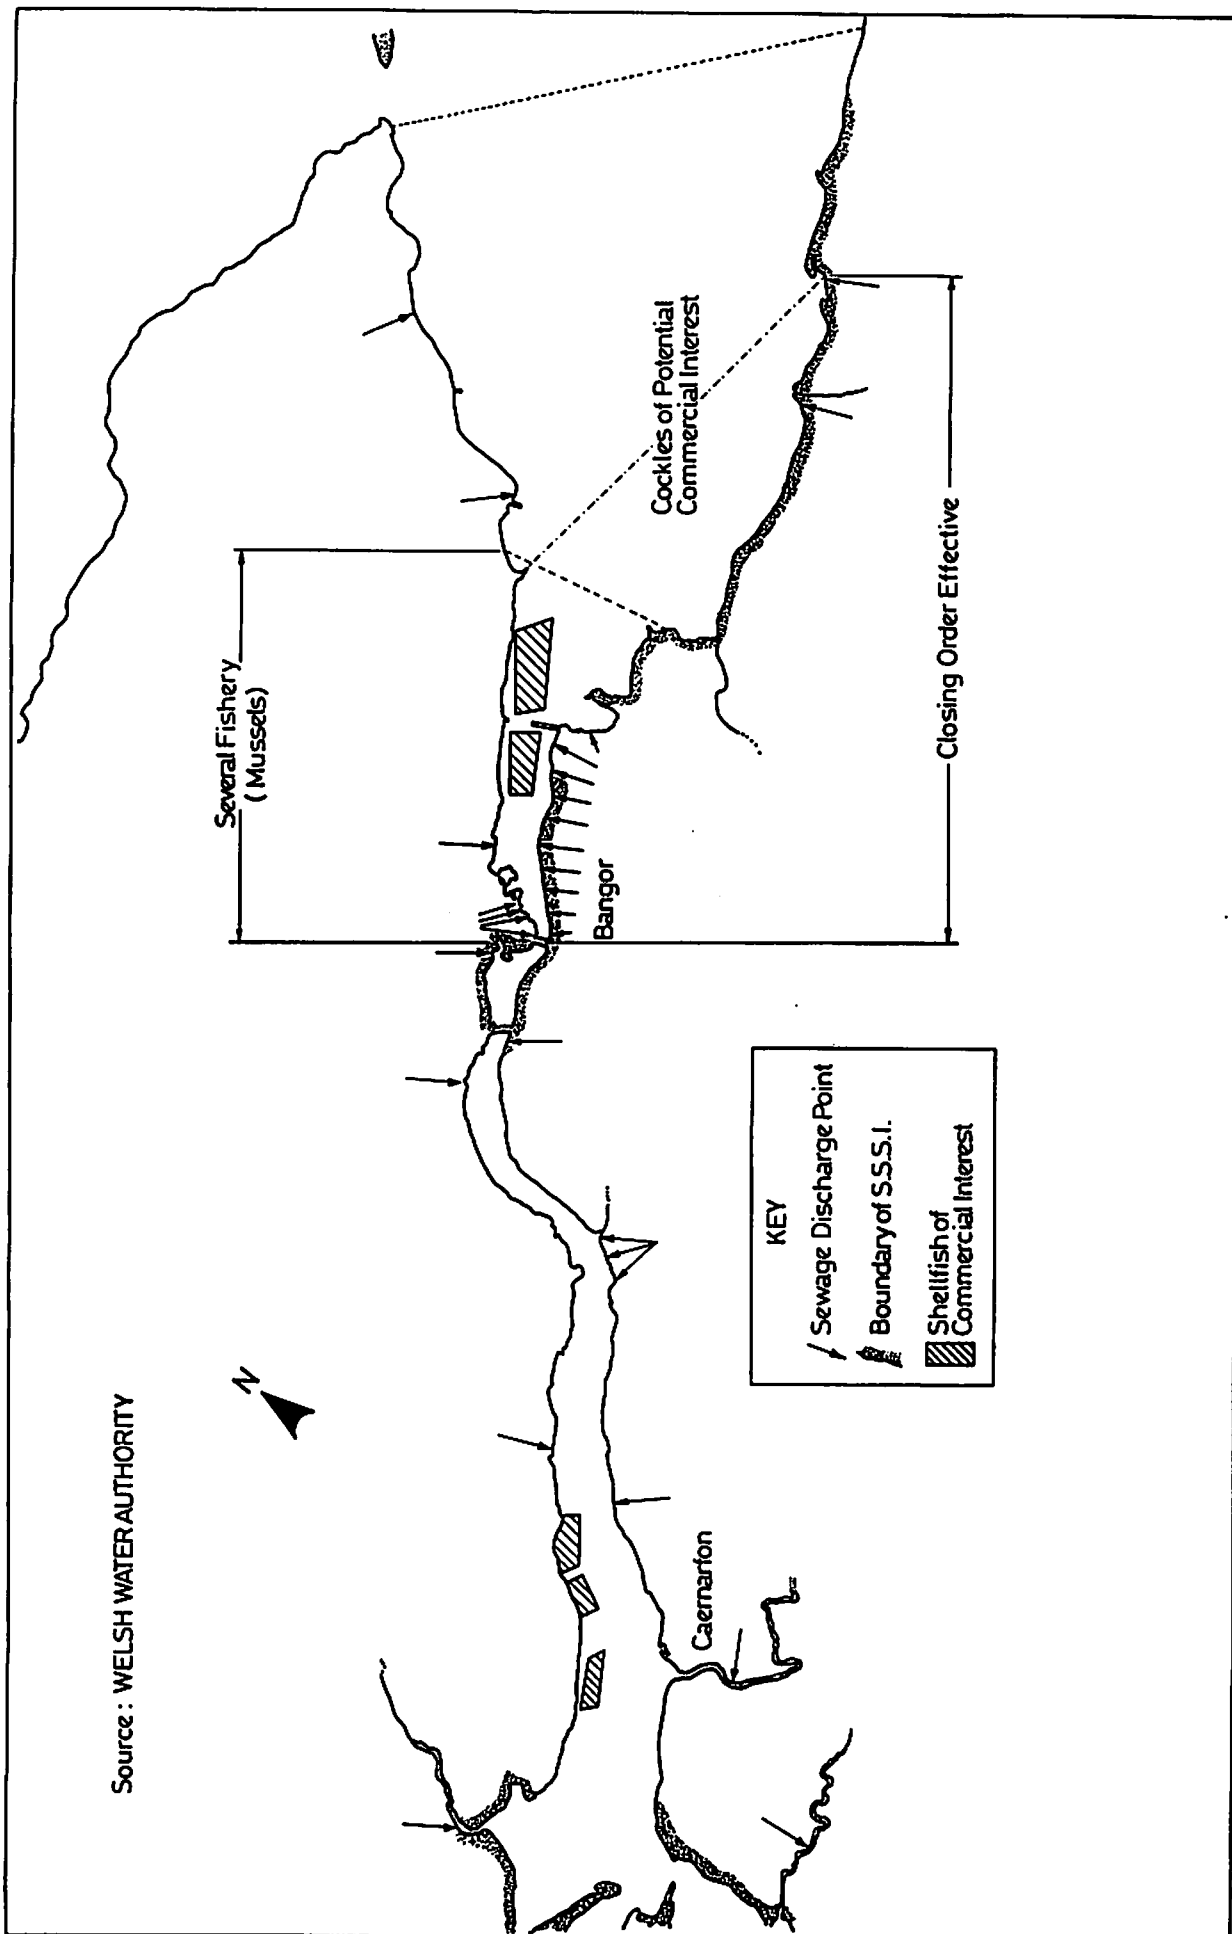 Source: WELSH WATER AUTHORITY
N
Several Fishery
(Mussels)
Cockles of Potential
Commercial Interest
Bangor
Closing Order Effective
Caernarfon
KEY
Sewage Discharge Point
Boundary of S.S.S.I.
Shellfish of
Commercial Interest